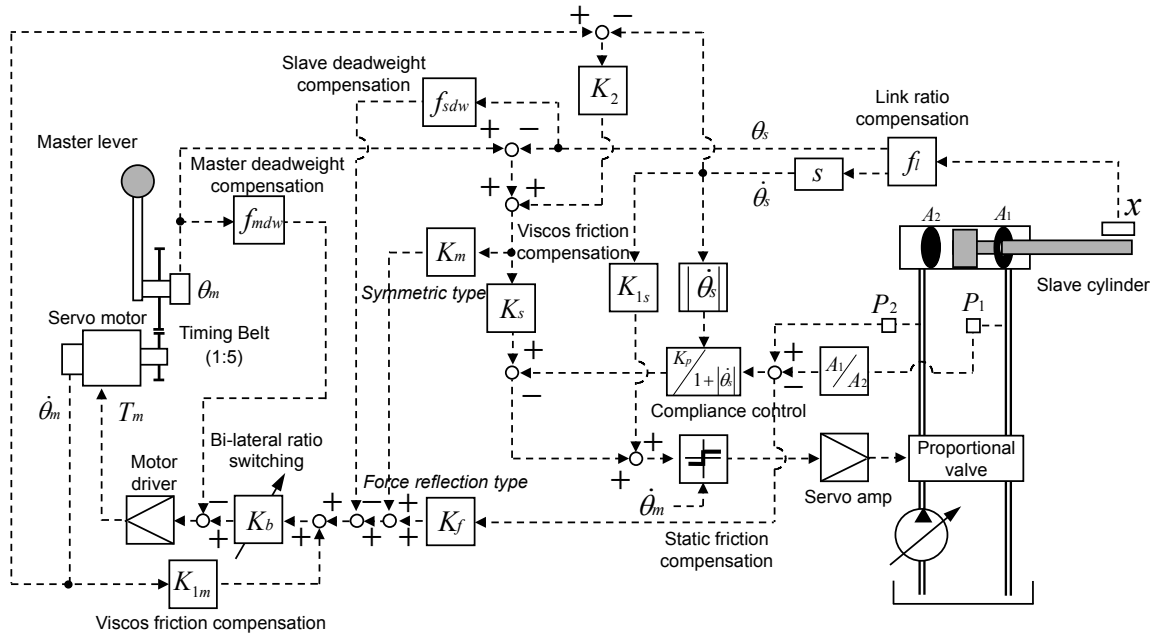 + −
Slave deadweight
compensation
K2
fsdw
Link ratio
compensation
Master lever
+ −
θs
fl
Master deadweight
compensation
s
x
fmdw
+ +
θ̇s
A2 A1
Viscos friction
compensation
Km
K1s
|θ̇s|
Slave cylinder
θm
Symmetric type
Ks
P2 P1
Servo motor
Timing Belt
(1:5)
+
−
Kp/1+|θ̇s|
+
−
A1/A2
θ̇m
Tm
Compliance control
Bi-lateral ratio
switching
+
+
Proportional
valve
Motor
driver
Force reflection type
Servo amp
θ̇m
− + − +
Kb
Kf
+ + + +
Static friction
compensation
K1m
Viscos friction compensation